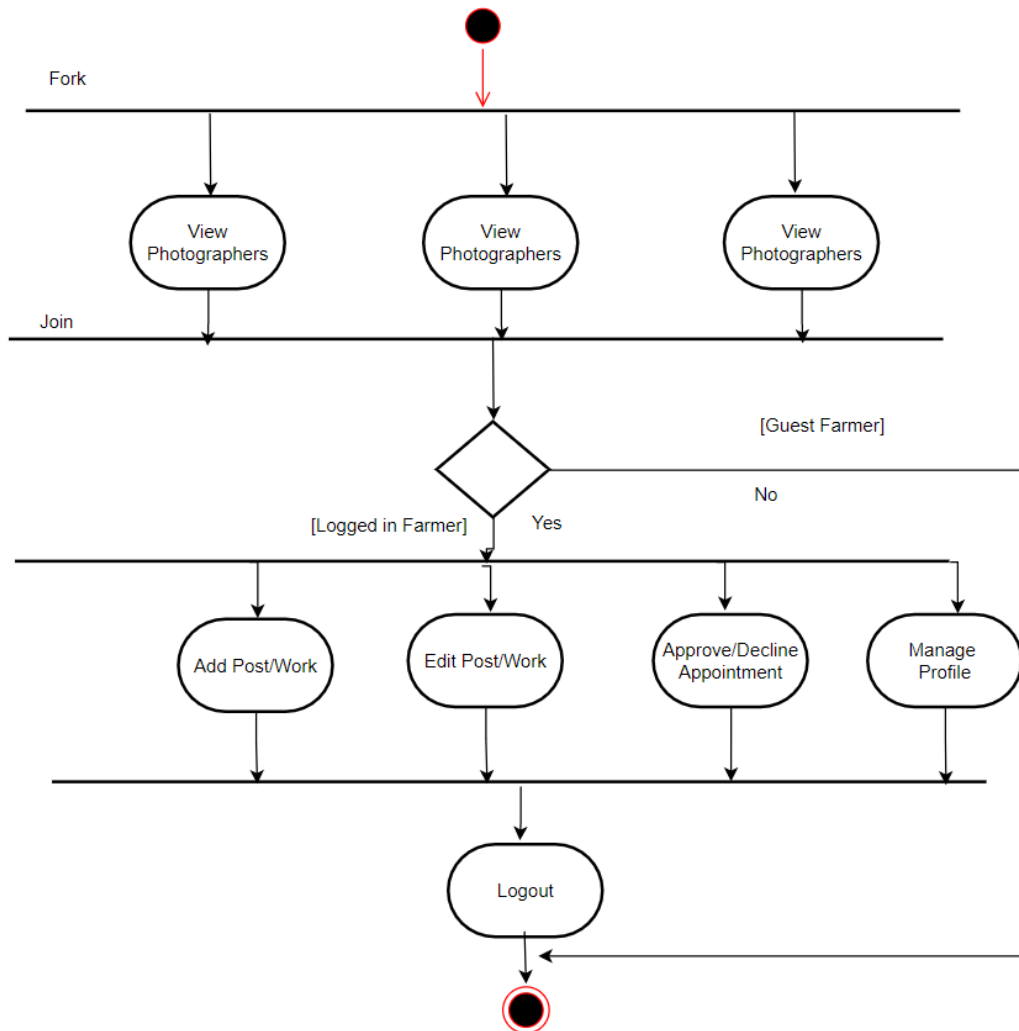 Fork
View
Photographers
View
Photographers
View
Photographers
Join
[Guest Farmer]
No
[Logged in Farmer]
Yes
Add Post/Work
Edit Post/Work
Approve/Decline
Appointment
Manage
Profile
Logout